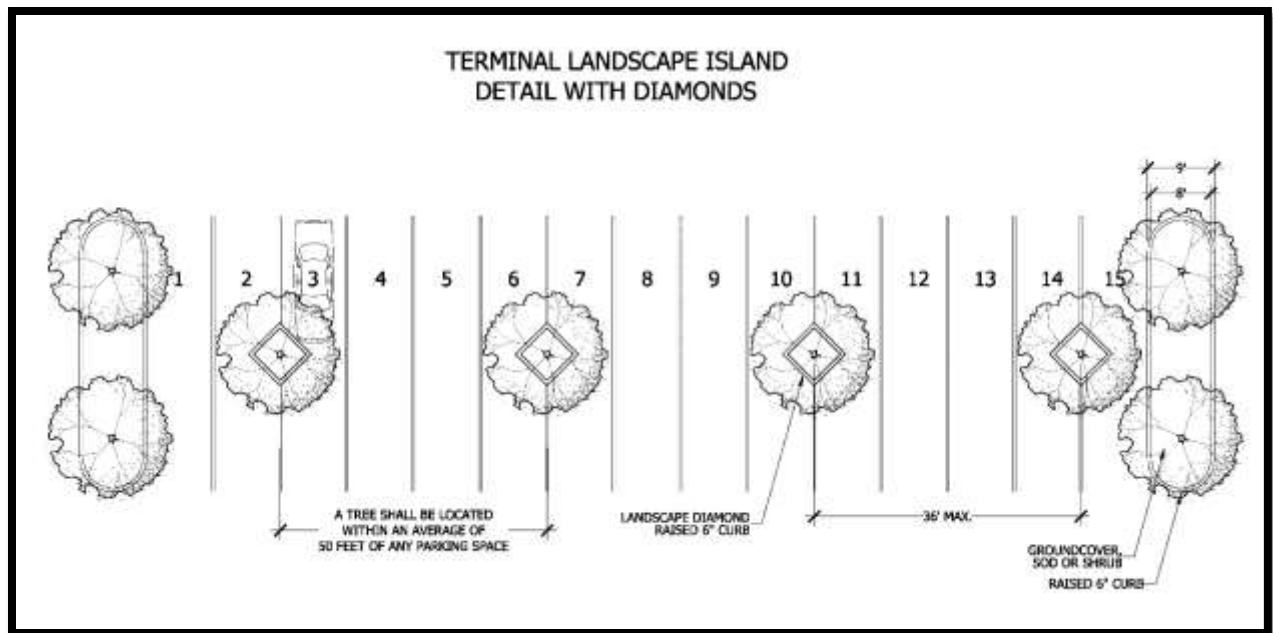 TERMINAL LANDSCAPE ISLAND
DETAIL WITH DIAMONDS
9'
8'
1 2 3 4 5 6 7 8 9 10 11 12 13 14 15
A TREE SHALL BE LOCATED
WITHIN AN AVERAGE OF
50 FEET OF ANY PARKING SPACE
LANDSCAPE DIAMOND
RAISED 6" CURB
36' MAX.
GROUNDCOVER,
SOD OR SHRUB
RAISED 6" CURB